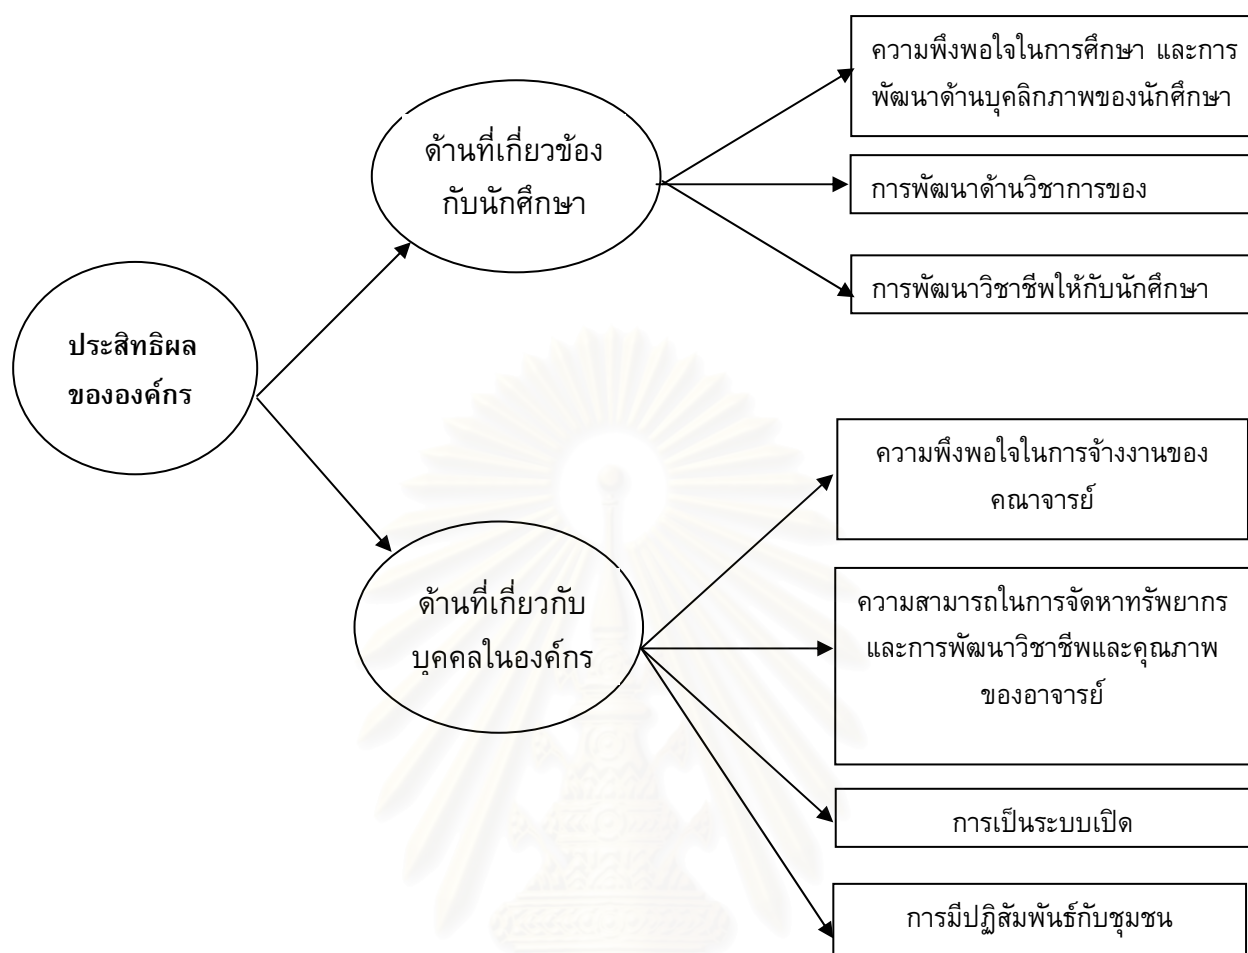 ความพึงพอใจในการศึกษา และการ
พัฒนาด้านบุคลิกภาพของนักศึกษา
ด้านที่เกี่ยวข้อง
กับนักศึกษา
การพัฒนาด้านวิชาการของ
การพัฒนาวิชาชีพให้กับนักศึกษา
ประสิทธิผล
ขององค์กร
ความพึงพอใจในการจ้างงานของ
คณาจารย์
ด้านที่เกี่ยวกับ
บุคคลในองค์กร
ความสามารถในการจัดหาทรัพยากร
และการพัฒนาวิชาชีพและคุณภาพ
ของอาจารย์
การเป็นระบบเปิด
การมีปฏิสัมพันธ์กับชุมชน